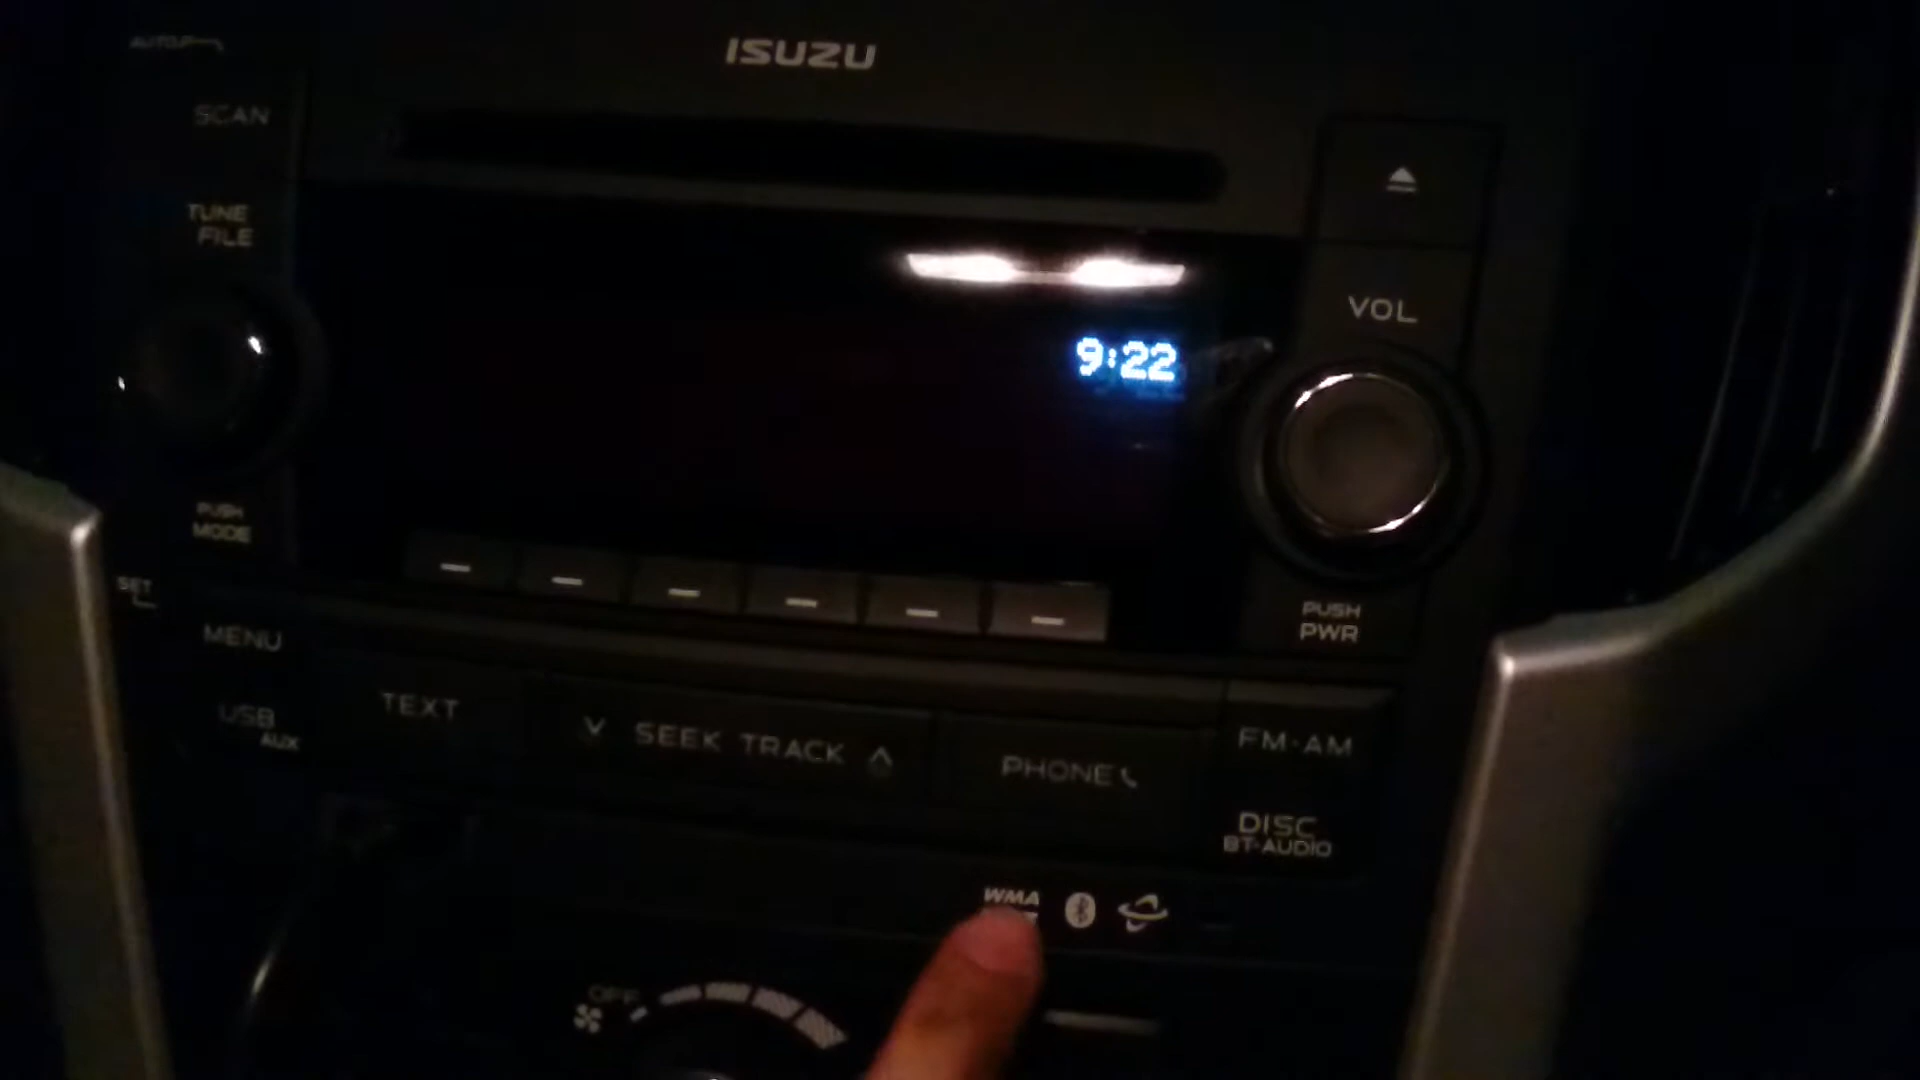 AUTO.P
ISUZU
SCAN
TUNE
FILE
VOL
9:22
PUSH
MODE
SET
PUSH
PWR
MENU
TEXT
SEEK TRACK
PHONE
FM·AM
USB
AUX
DISC
BT-AUDIO
WMA
OFF